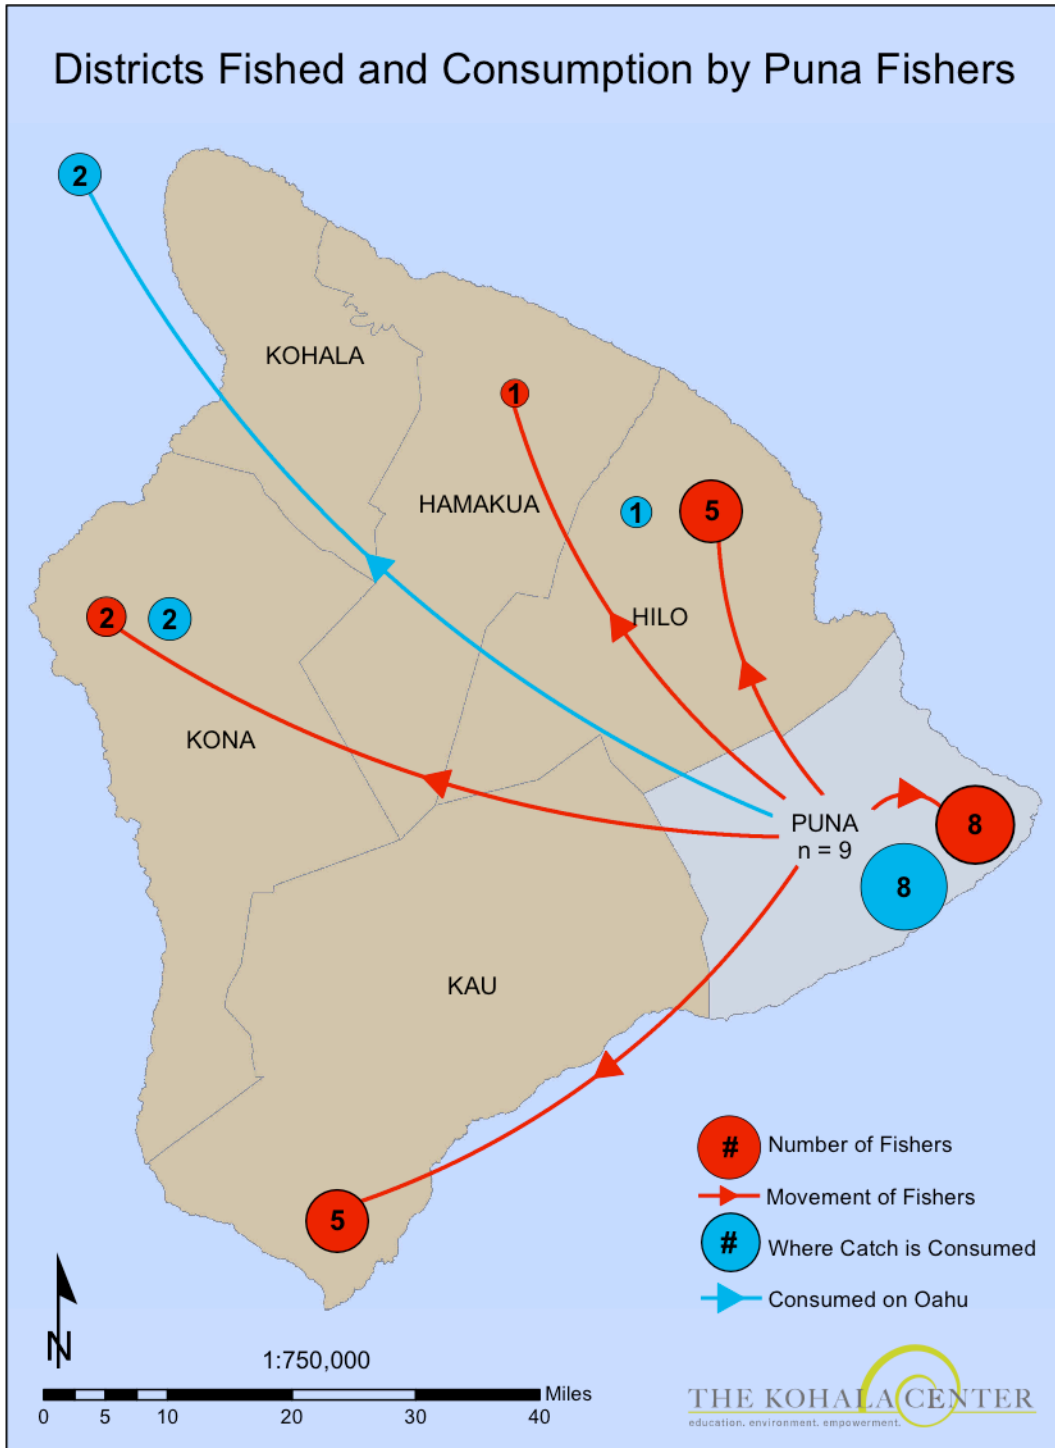 Districts Fished and Consumption by Puna Fishers
2
KOHALA
1
HAMAKUA
1
5
2
2
HILO
KONA
PUNA
n = 9
8
8
KAU
5
# Number of Fishers
Movement of Fishers
# Where Catch is Consumed
Consumed on Oahu
N
1:750,000
Miles
0 5 10 20 30 40
THE KOHALA CENTER
education. environment. empowerment.